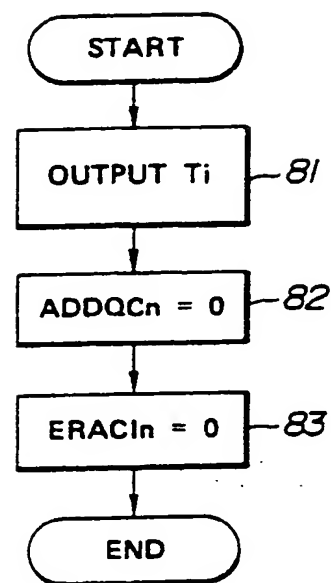 START
OUTPUT Ti
81
ADDQCn = 0
82
ERACIn = 0
83
END